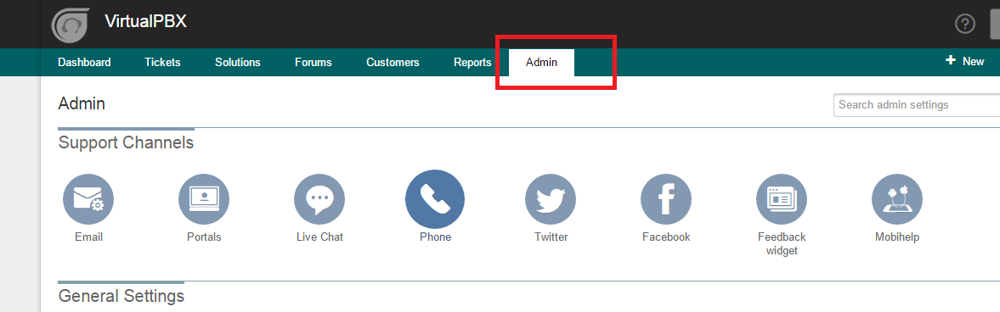 VirtualPBX
?
Dashboard Tickets Solutions Forums Customers Reports Admin + New
Admin
Search admin settings
Support Channels
Email Portals Live Chat Phone Twitter Facebook Feedback widget Mobihelp
General Settings